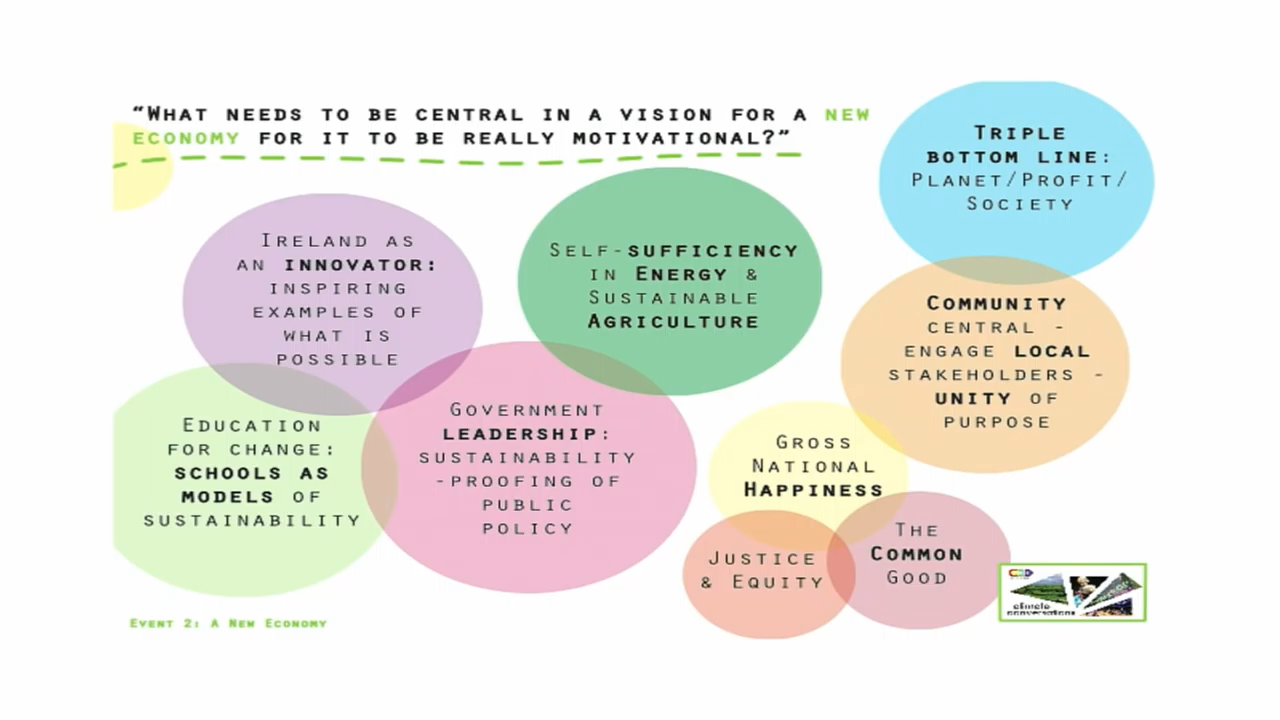 “What needs to be central in a vision for a new
economy for it to be really motivational?”
Triple
bottom line:
Planet/Profit/
Society
Ireland as
an innovator:
inspiring
examples of
what is
possible
Self-sufficiency
in Energy &
Sustainable
Agriculture
Community
central -
engage local
stakeholders -
unity of
purpose
Education
for change:
schools as
models of
sustainability
Government
leadership:
sustainability
-proofing of
public
policy
Gross
National
Happiness
Justice
& Equity
The
Common
Good
Event 2: A New Economy
climate
conversations